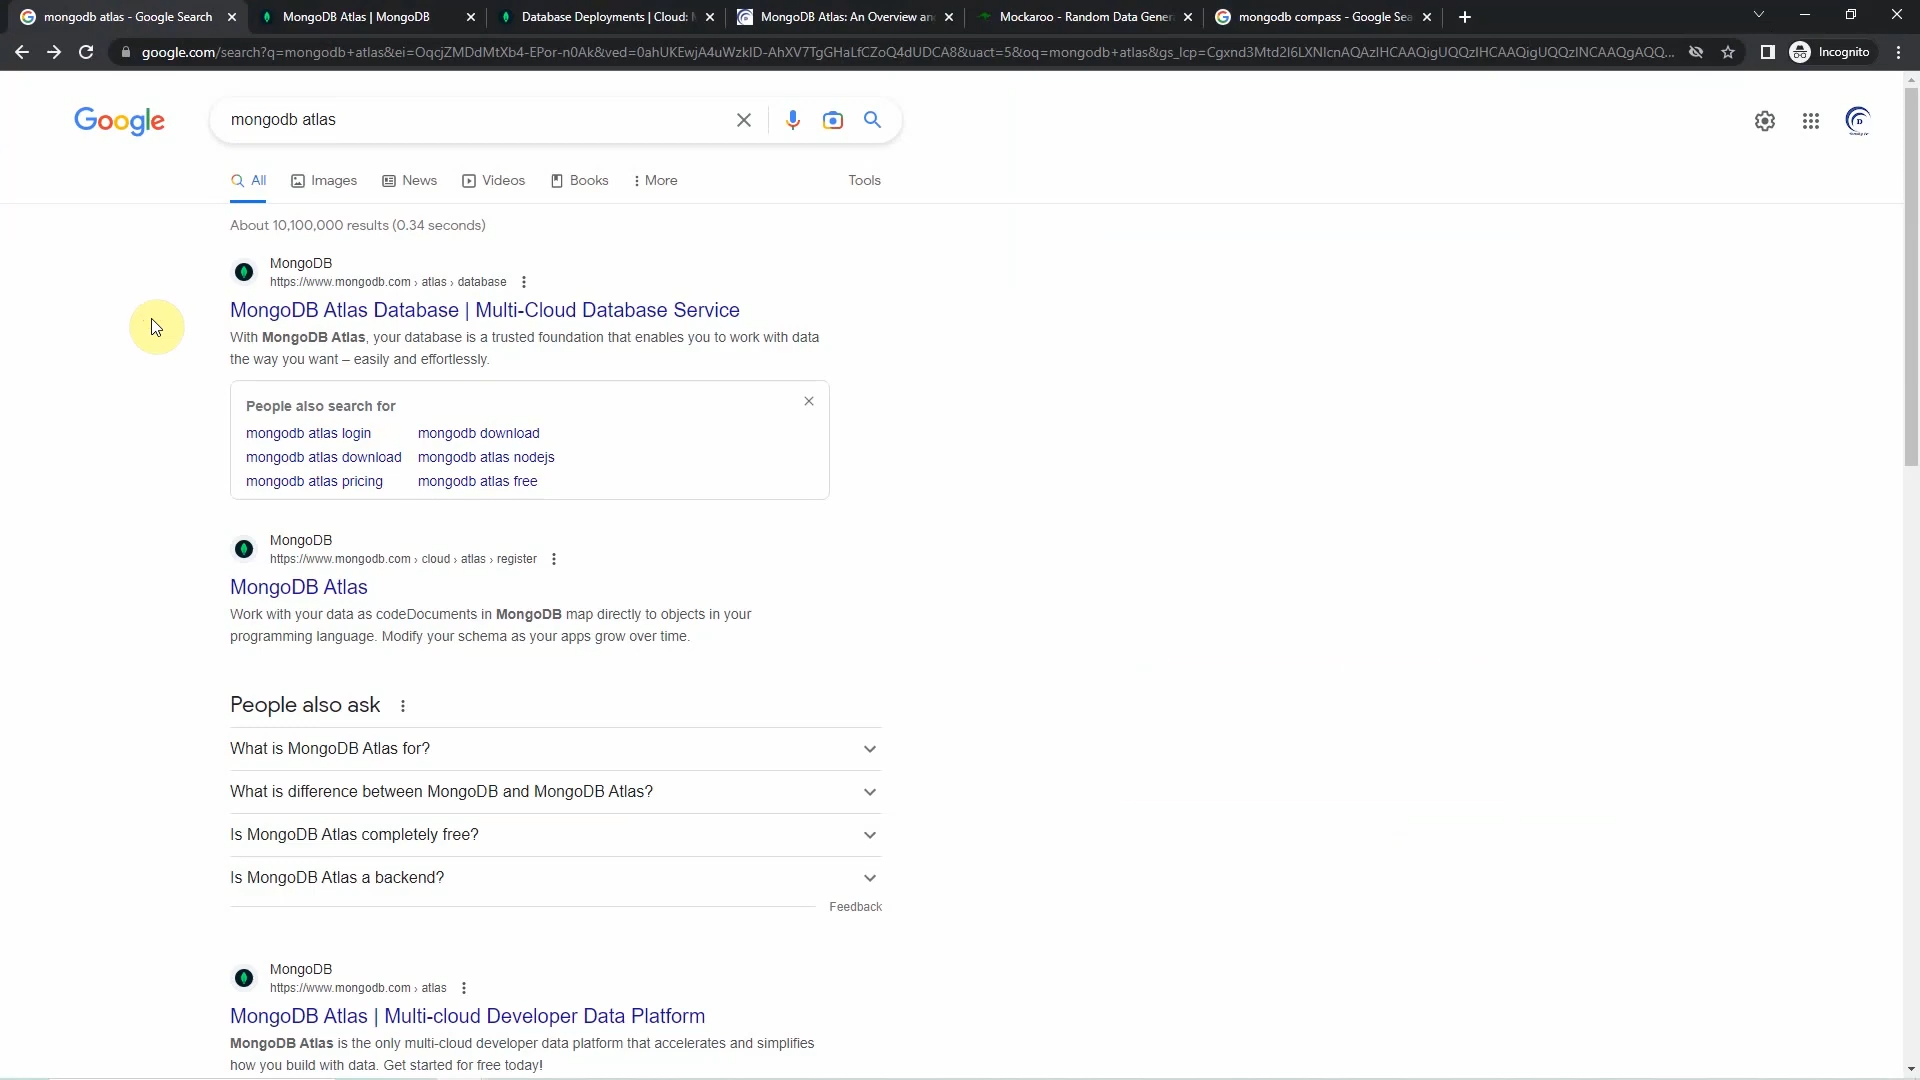 mongodb atlas - Google Search
MongoDB Atlas | MongoDB
Database Deployments | Cloud:
MongoDB Atlas: An Overview an
Mockaroo - Random Data Gener
mongodb compass - Google Sea
google.com/search?q=mongodb+atlas&ei=OqcjZMDdMtXb4-EPor-n0Ak&ved=0ahUKEwjA4uWzkID-AhXV7TgGHaLfCZoQ4dUDCA8&uact=5&oq=mongodb+atlas&gs_lcp=Cgxnd3Mtd2l6LXNlcnAQAzIHCAAQigUQQzIHCAAQigUQQzINCAAQgAQQ...
Incognito
Google
mongodb atlas
All
Images
News
Videos
Books
More
Tools
About 10,100,000 results (0.34 seconds)
MongoDB
https://www.mongodb.com › atlas › database
MongoDB Atlas Database | Multi-Cloud Database Service
With MongoDB Atlas, your database is a trusted foundation that enables you to work with data
the way you want – easily and effortlessly.
People also search for
mongodb atlas login
mongodb download
mongodb atlas download
mongodb atlas nodejs
mongodb atlas pricing
mongodb atlas free
MongoDB
https://www.mongodb.com › cloud › atlas › register
MongoDB Atlas
Work with your data as codeDocuments in MongoDB map directly to objects in your
programming language. Modify your schema as your apps grow over time.
People also ask
What is MongoDB Atlas for?
What is difference between MongoDB and MongoDB Atlas?
Is MongoDB Atlas completely free?
Is MongoDB Atlas a backend?
Feedback
MongoDB
https://www.mongodb.com › atlas
MongoDB Atlas | Multi-cloud Developer Data Platform
MongoDB Atlas is the only multi-cloud developer data platform that accelerates and simplifies
how you build with data. Get started for free today!